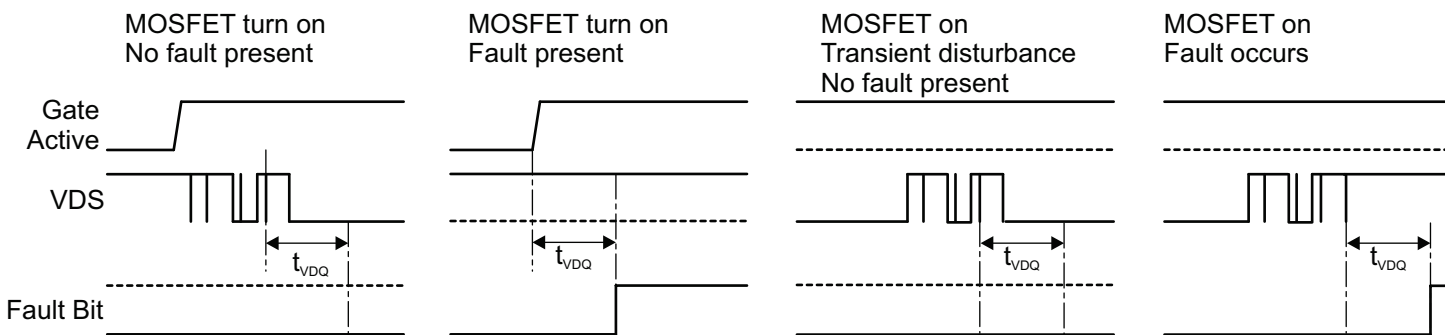 MOSFET turn on
No fault present
MOSFET turn on
Fault present
MOSFET on
Transient disturbance
No fault present
MOSFET on
Fault occurs
Gate
Active
VDS
Fault Bit
tVDQ
tVDQ
tVDQ
tVDQ